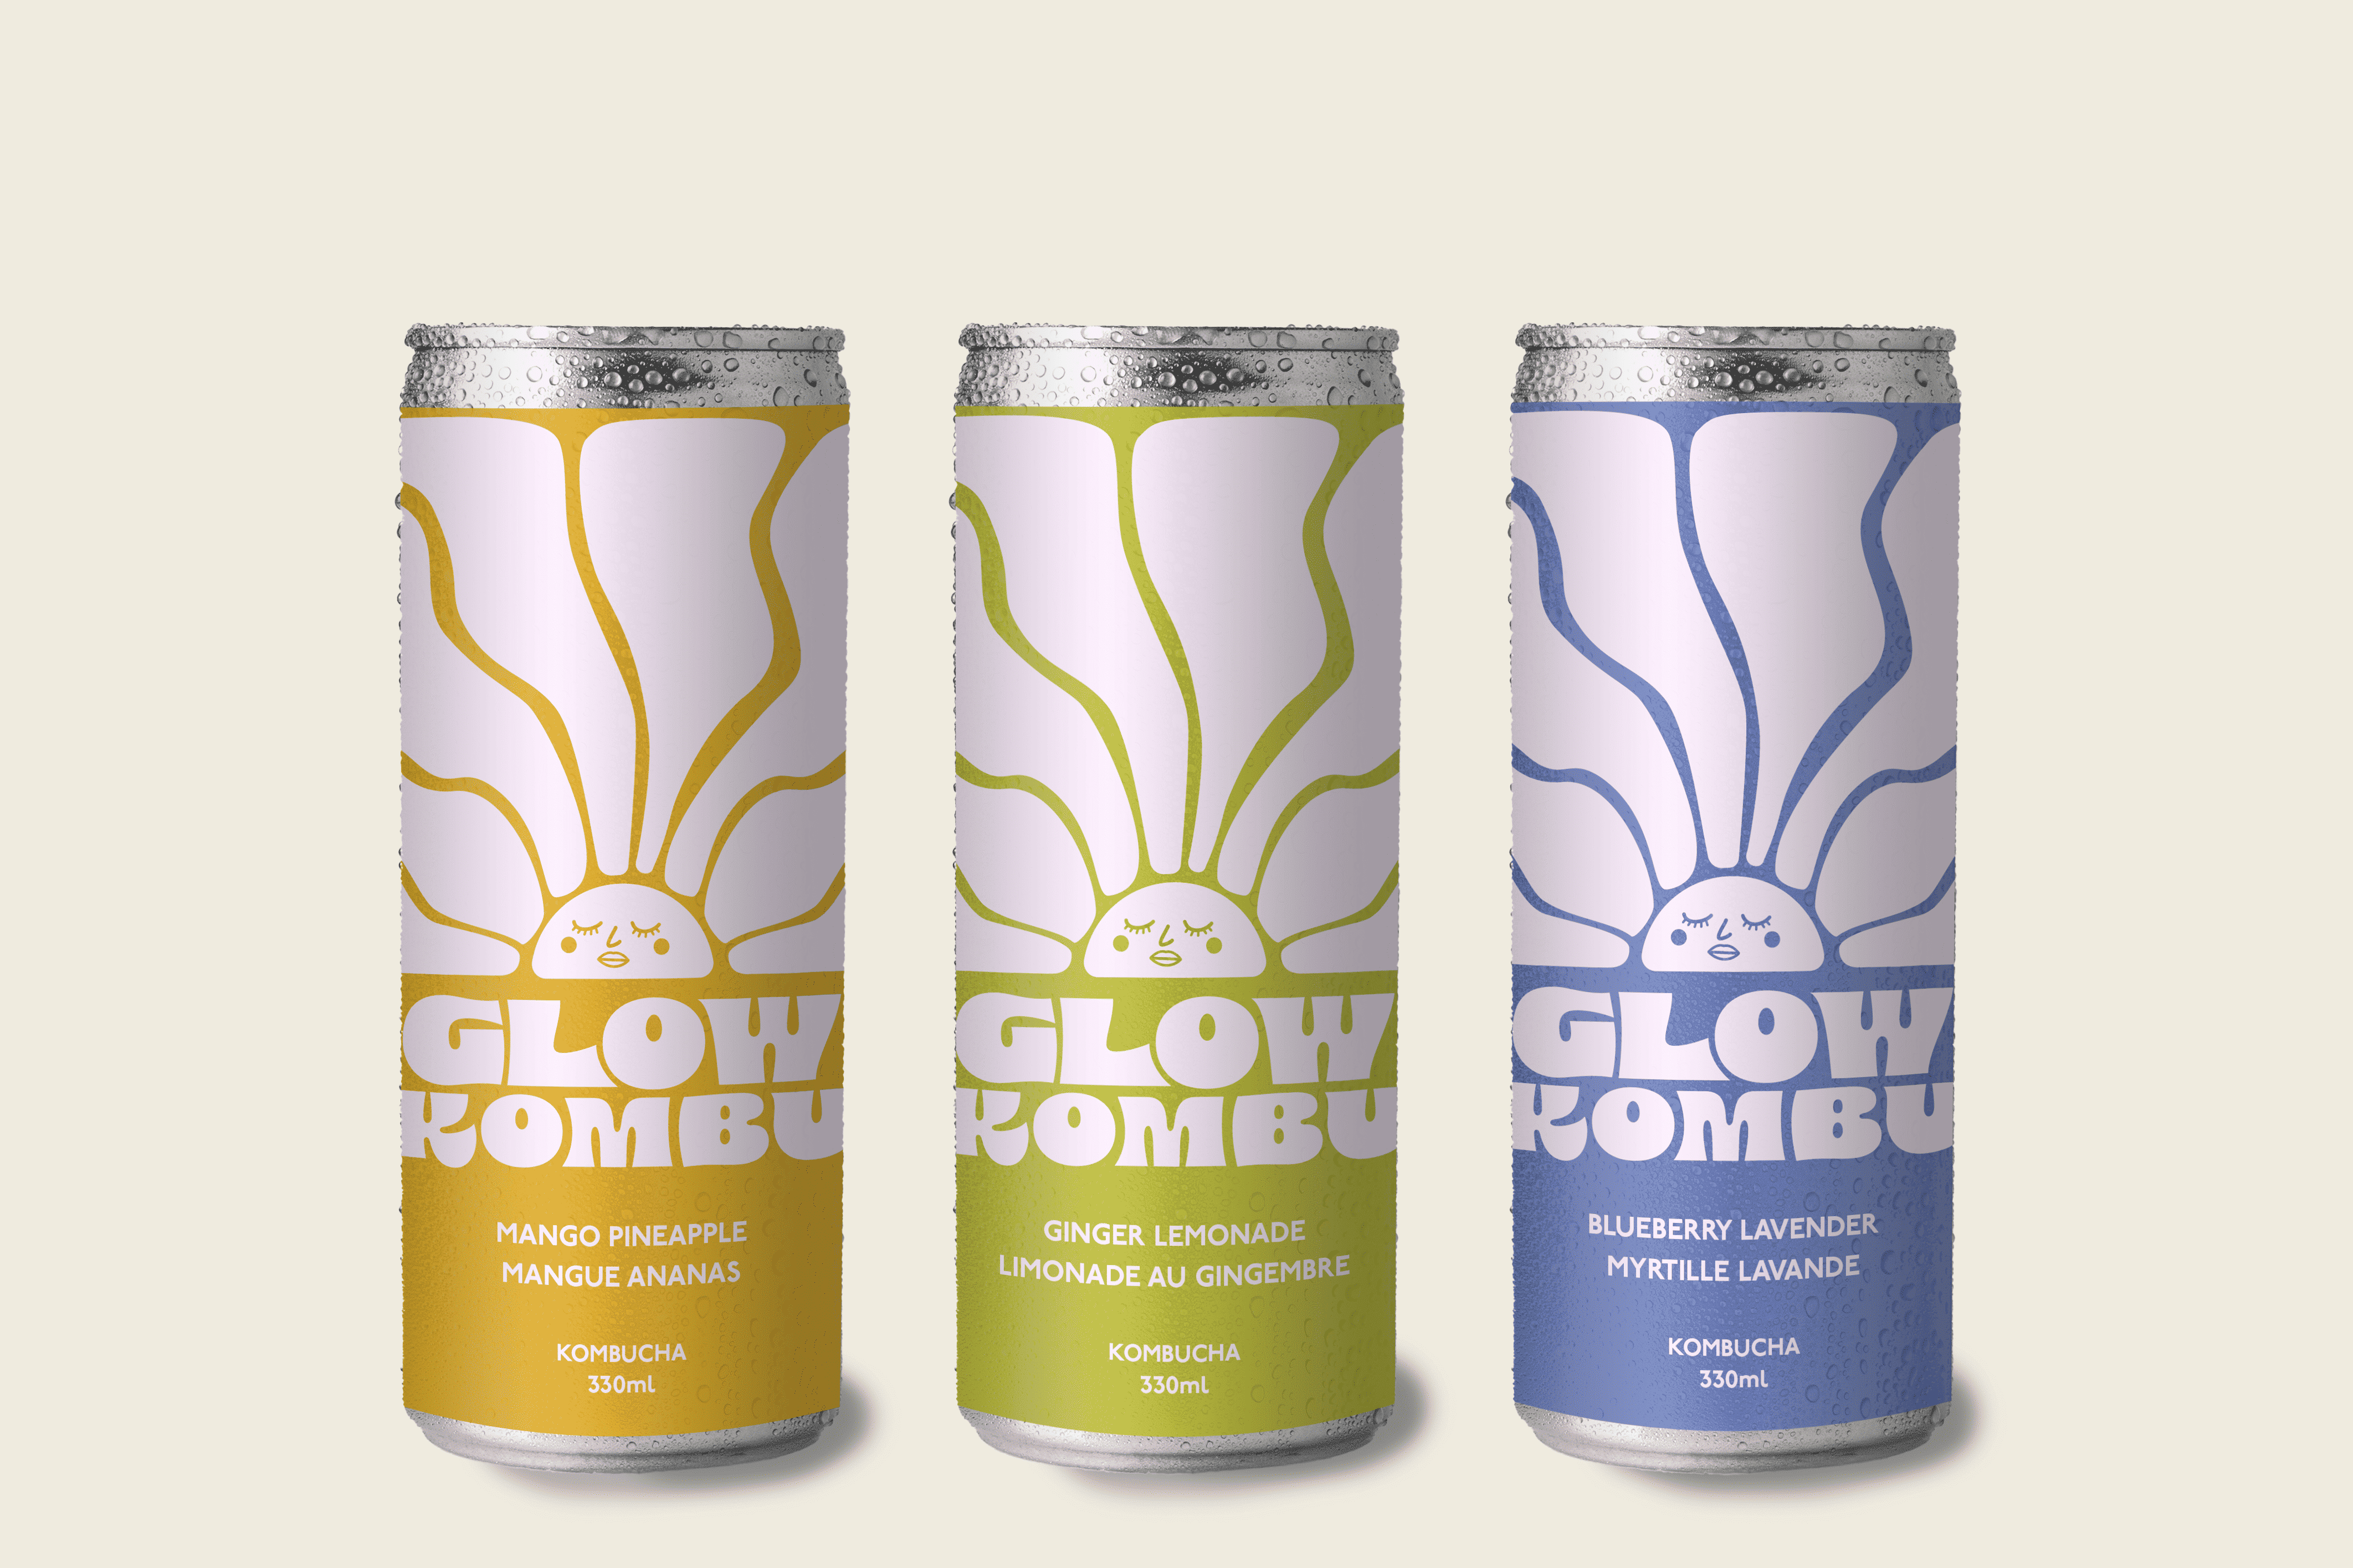 GLOW
KOMBU
MANGO PINEAPPLE
MANGUE ANANAS
KOMBUCHA
330ml
GLOW
KOMBU
GINGER LEMONADE
LIMONADE AU GINGEMBRE
KOMBUCHA
330ml
GLOW
KOMBU
BLUEBERRY LAVENDER
MYRTILLE LAVANDE
KOMBUCHA
330ml